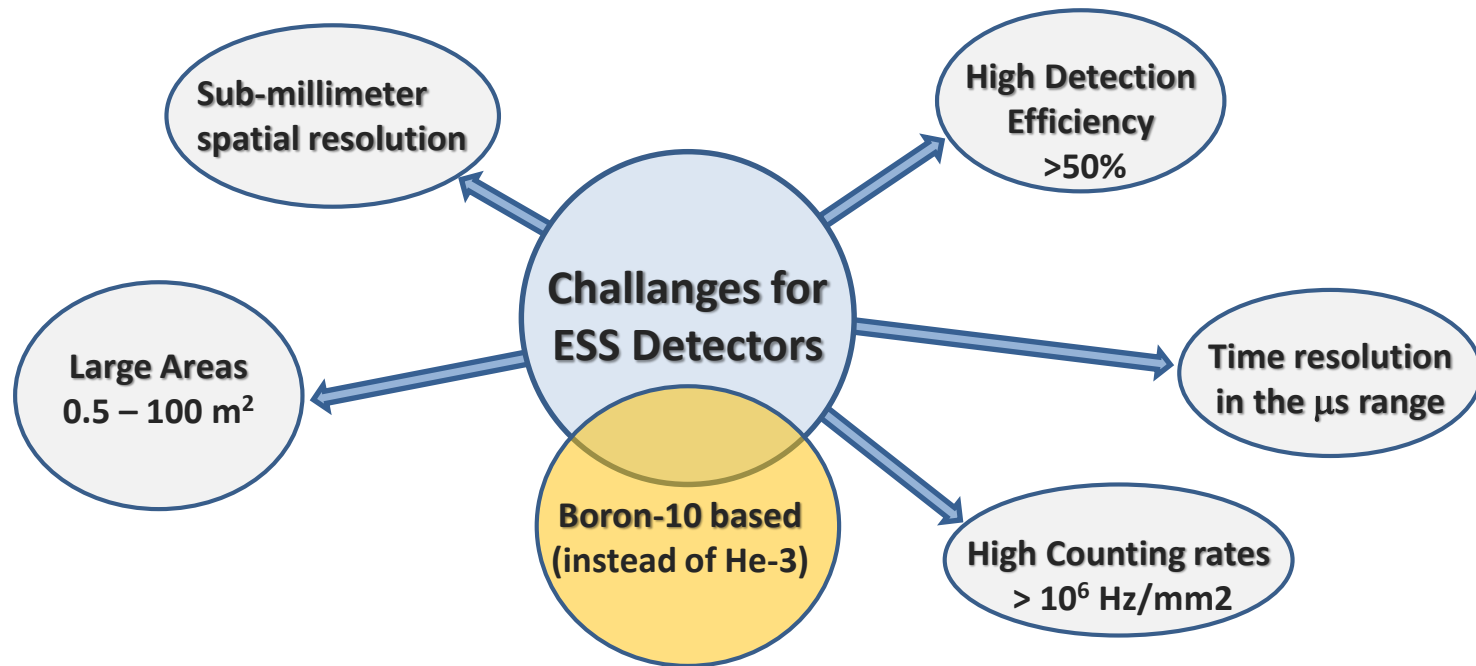 Sub-millimeter
spatial resolution
High Detection
Efficiency
>50%
Challanges for
ESS Detectors
Large Areas
0.5 – 100 m²
Time resolution
in the μs range
Boron-10 based
(instead of He-3)
High Counting rates
> 10⁶ Hz/mm2